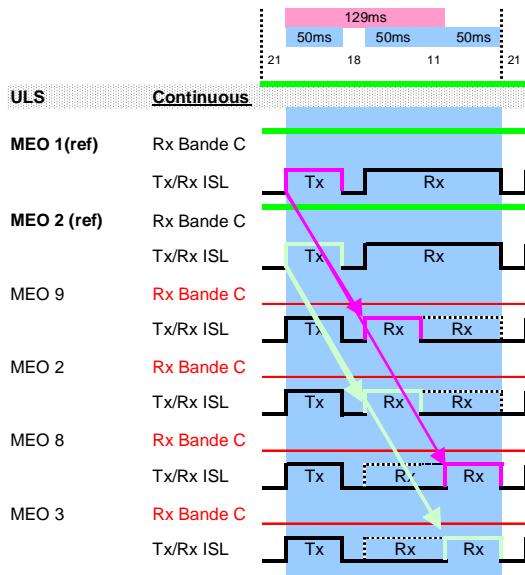 129ms
50ms 50ms 50ms
21 18 11 21
ULS Continuous
MEO 1(ref) Rx Bande C
Tx/Rx ISL Tx Rx
MEO 2 (ref) Rx Bande C
Tx/Rx ISL Tx Rx
MEO 9 Rx Bande C
Tx/Rx ISL Tx Rx Rx
MEO 2 Rx Bande C
Tx/Rx ISL Tx Rx Rx
MEO 8 Rx Bande C
Tx/Rx ISL Tx Rx Rx
MEO 3 Rx Bande C
Tx/Rx ISL Tx Rx Rx